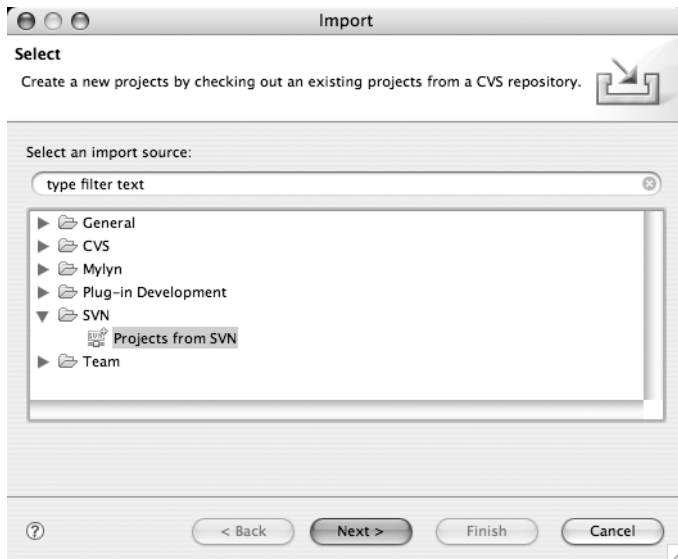 Import
Select
Create a new projects by checking out an existing projects from a CVS repository.
Select an import source:
type filter text
General
CVS
Mylyn
Plug-in Development
SVN
SVN
Projects from SVN
Team
?
< Back
Next >
Finish
Cancel